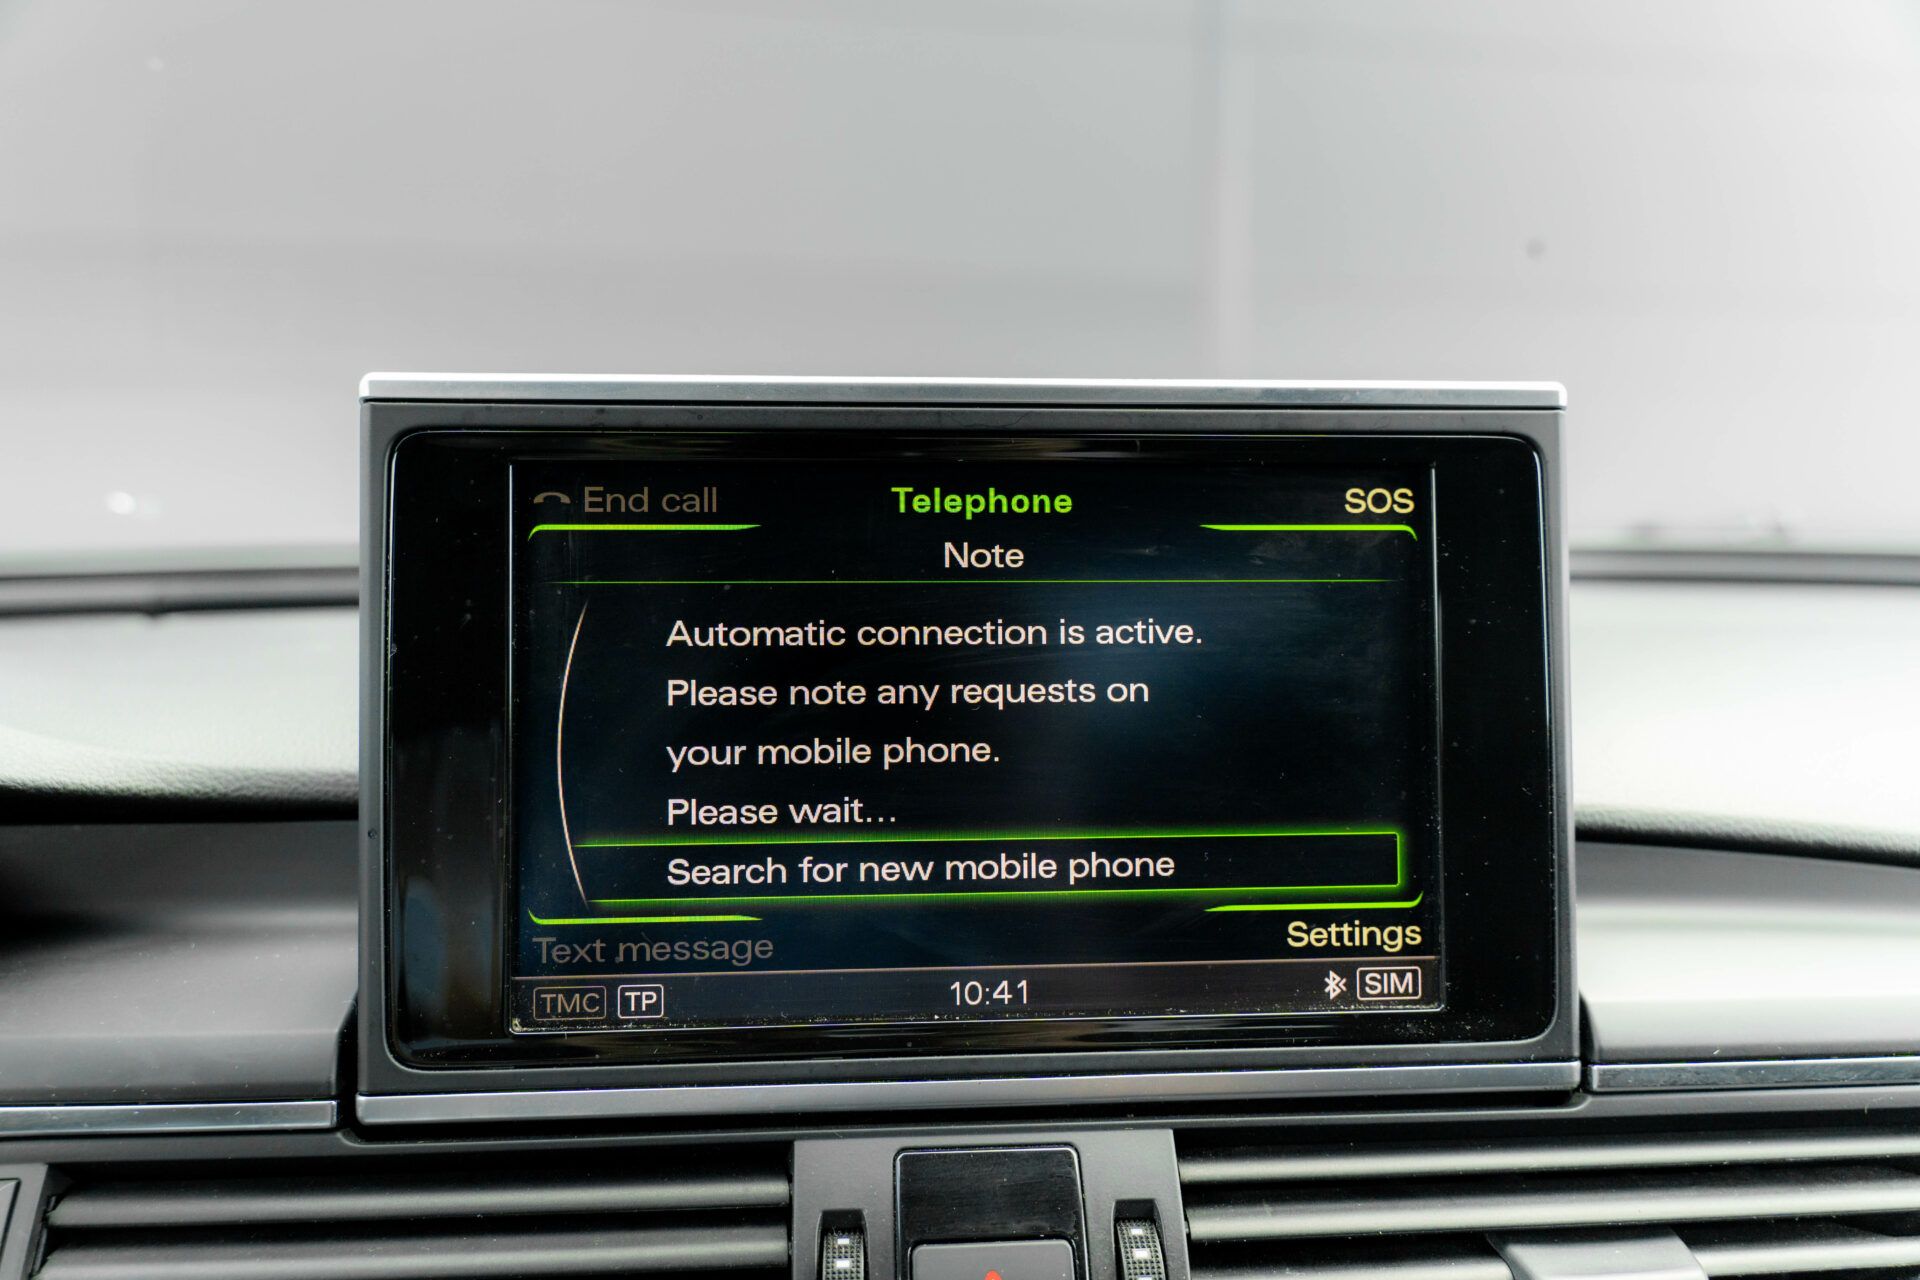 End call Telephone SOS
Note
Automatic connection is active.
Please note any requests on
your mobile phone.
Please wait...
Search for new mobile phone
Text message Settings
TMC TP 10:41 SIM